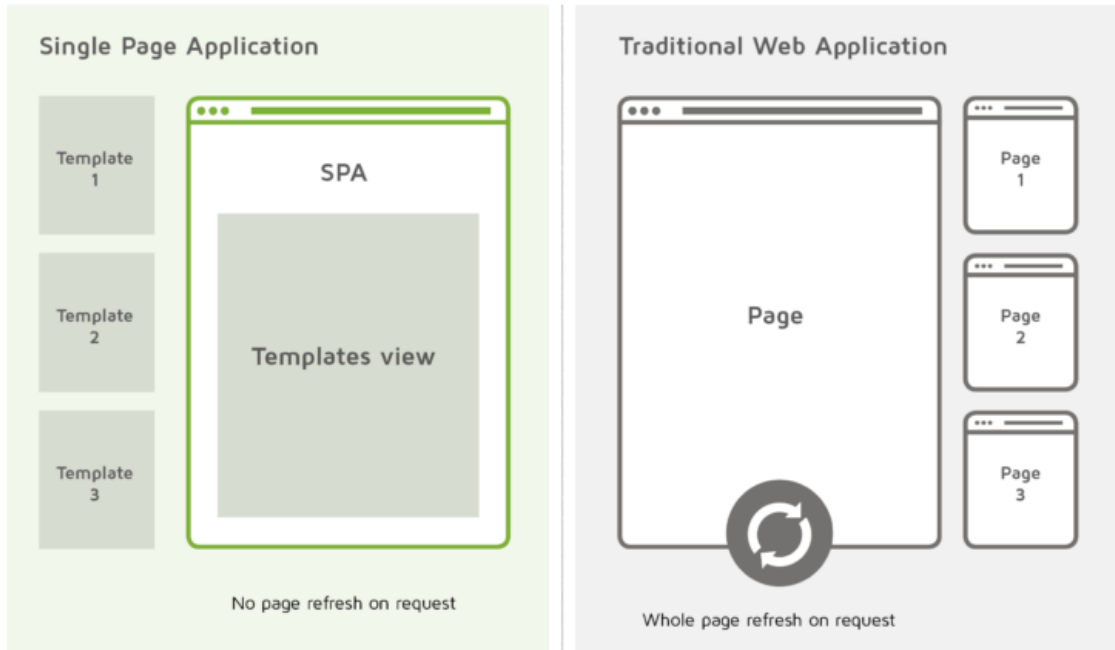 Single Page Application
Template
1
Template
2
Template
3
SPA
Templates view
No page refresh on request
Traditional Web Application
Page
Page
1
Page
2
Page
3
Whole page refresh on request